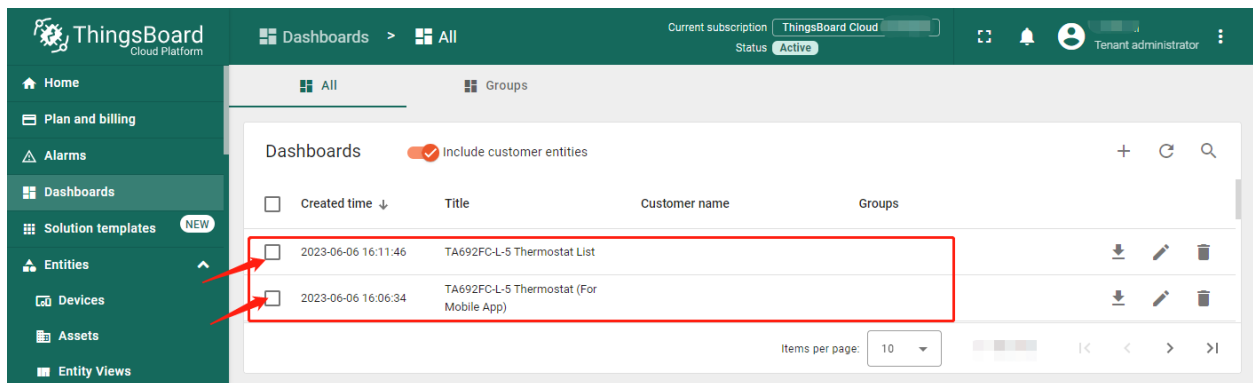 ThingsBoard
Cloud Platform
Dashboards > All
Current subscription ThingsBoard Cloud
Status Active
Tenant administrator
Home
Plan and billing
Alarms
Dashboards
Solution templates NEW
Entities
Devices
Assets
Entity Views
All Groups
Dashboards Include customer entities
Created time Title Customer name Groups
2023-06-06 16:11:46 TA692FC-L-5 Thermostat List
2023-06-06 16:06:34 TA692FC-L-5 Thermostat (For
Mobile App)
Items per page: 10